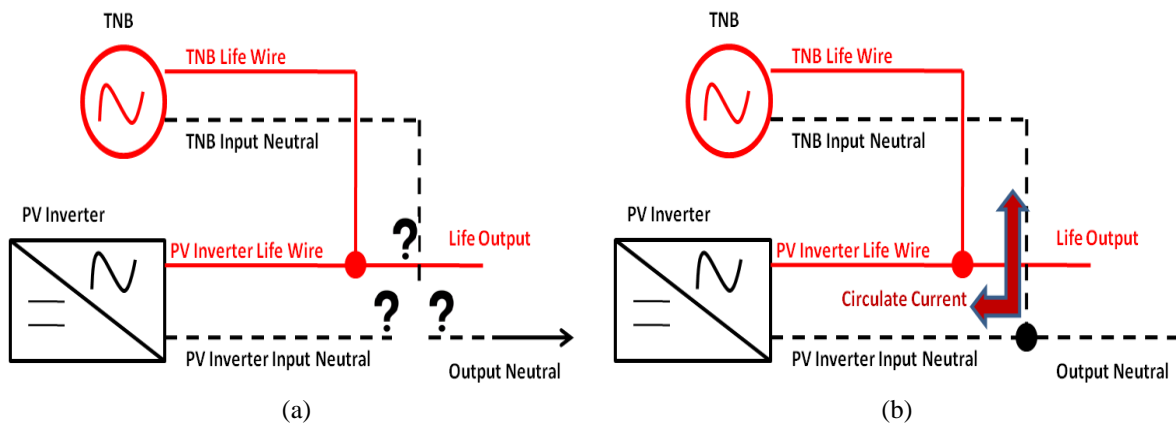 TNB
TNB Life Wire
TNB Input Neutral
PV Inverter
PV Inverter Life Wire
?
Life Output
? ?
PV Inverter Input Neutral
Output Neutral
(a)
TNB
TNB Life Wire
TNB Input Neutral
PV Inverter
PV Inverter Life Wire
Life Output
Circulate Current
PV Inverter Input Neutral
Output Neutral
(b)